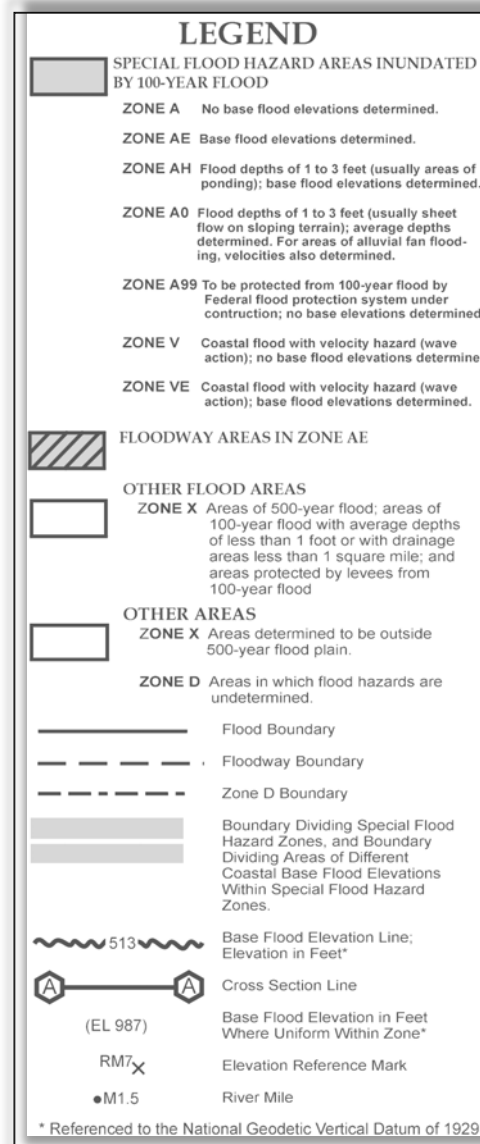 LEGEND
SPECIAL FLOOD HAZARD AREAS INUNDATED
BY 100-YEAR FLOOD
ZONE A No base flood elevations determined.
ZONE AE Base flood elevations determined.
ZONE AH Flood depths of 1 to 3 feet (usually areas of
ponding); base flood elevations determined.
ZONE A0 Flood depths of 1 to 3 feet (usually sheet
flow on sloping terrain); average depths
determined. For areas of alluvial fan flood-
ing, velocities also determined.
ZONE A99 To be protected from 100-year flood by
Federal flood protection system under
contruction; no base elevations determined
ZONE V Coastal flood with velocity hazard (wave
action); no base flood elevations determine
ZONE VE Coastal flood with velocity hazard (wave
action); base flood elevations determined.
FLOODWAY AREAS IN ZONE AE
OTHER FLOOD AREAS
ZONE X Areas of 500-year flood; areas of
100-year flood with average depths
of less than 1 foot or with drainage
areas less than 1 square mile; and
areas protected by levees from
100-year flood
OTHER AREAS
ZONE X Areas determined to be outside
500-year flood plain.
ZONE D Areas in which flood hazards are
undetermined.
Flood Boundary
Floodway Boundary
Zone D Boundary
Boundary Dividing Special Flood
Hazard Zones, and Boundary
Dividing Areas of Different
Coastal Base Flood Elevations
Within Special Flood Hazard
Zones.
513 Base Flood Elevation Line;
Elevation in Feet*
A A Cross Section Line
(EL 987) Base Flood Elevation in Feet
Where Uniform Within Zone*
RM7 Elevation Reference Mark
●M1.5 River Mile
* Referenced to the National Geodetic Vertical Datum of 1929